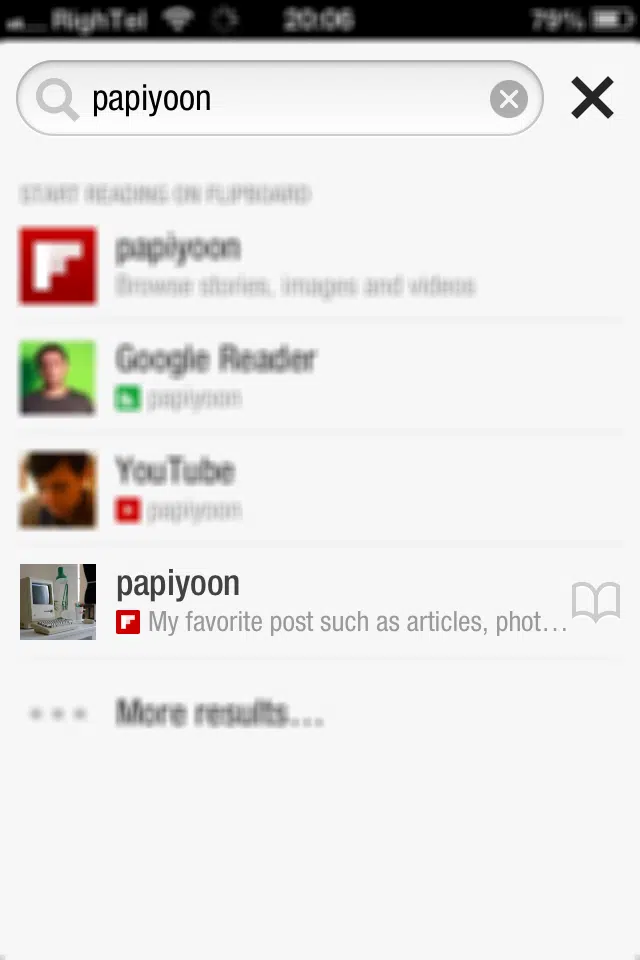 RighTel 20:06 79%
papiyoon
START READING ON FLIPBOARD
papiyoon
Browse stories, images and videos
Google Reader
papiyoon
YouTube
papiyoon
papiyoon
My favorite post such as articles, phot…
More results…